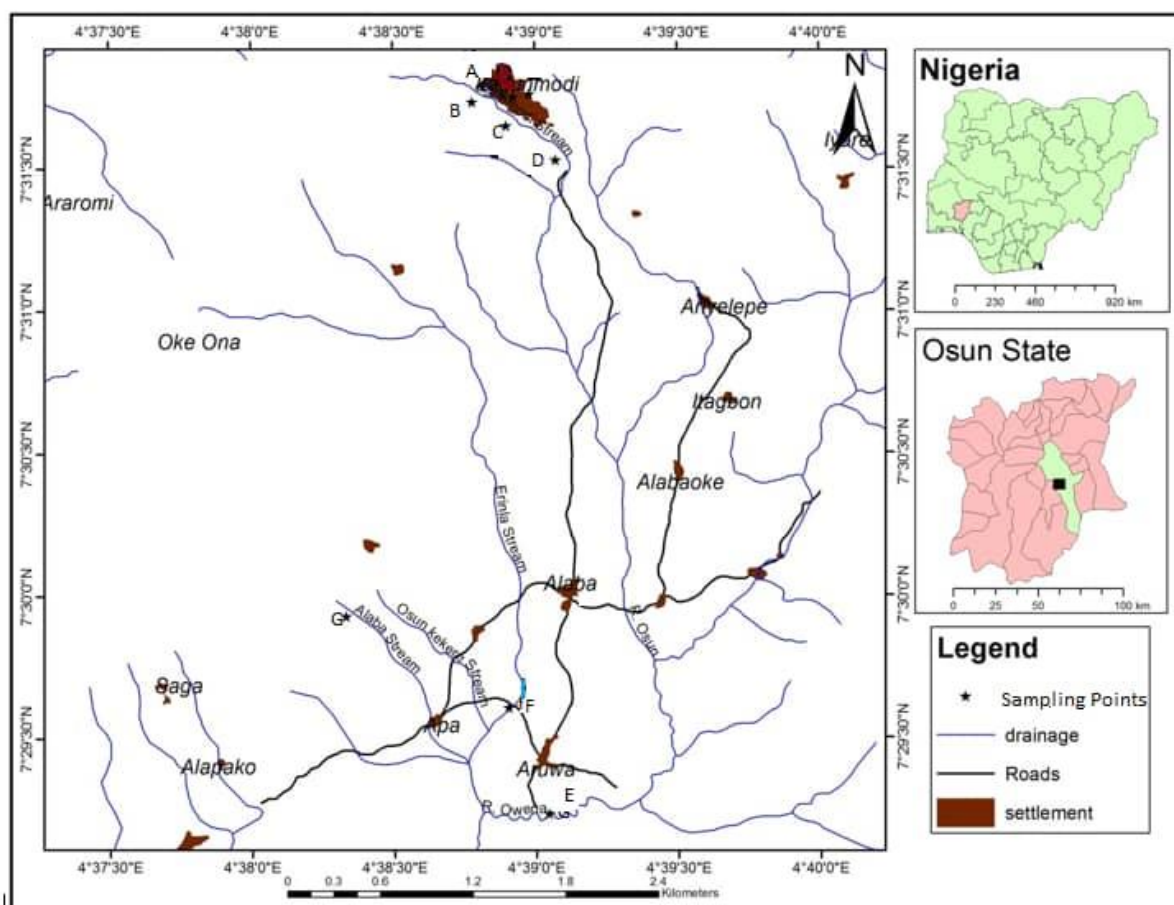 4°37'30"E 4°38'0"E 4°38'30"E 4°39'0"E 4°39'30"E 4°40'0"E
A
B
C
D
Stream
N
7°31'30"N
7°31'30"N
Araromi
Ariyelepe
7°31'0"N
7°31'0"N
Oke Ona
Itagbon
7°30'30"N
7°30'30"N
Alabaoke
Erinla Stream
7°30'0"N
7°30'0"N
Alaba
G
Alaba Stream
Osun kekere Stream
R. Osun
Saga
F
Apa
7°29'30"N
7°29'30"N
Alapako
Aruwa
R. Owena
E
4°37'30"E 4°38'0"E 4°38'30"E 4°39'0"E 4°39'30"E 4°40'0"E
0 0.3 0.6 1.2 1.8 2.4
Kilometers
Nigeria
0 230 460 920 km
Osun State
0 25 50 100 km
Legend
Sampling Points
drainage
Roads
settlement